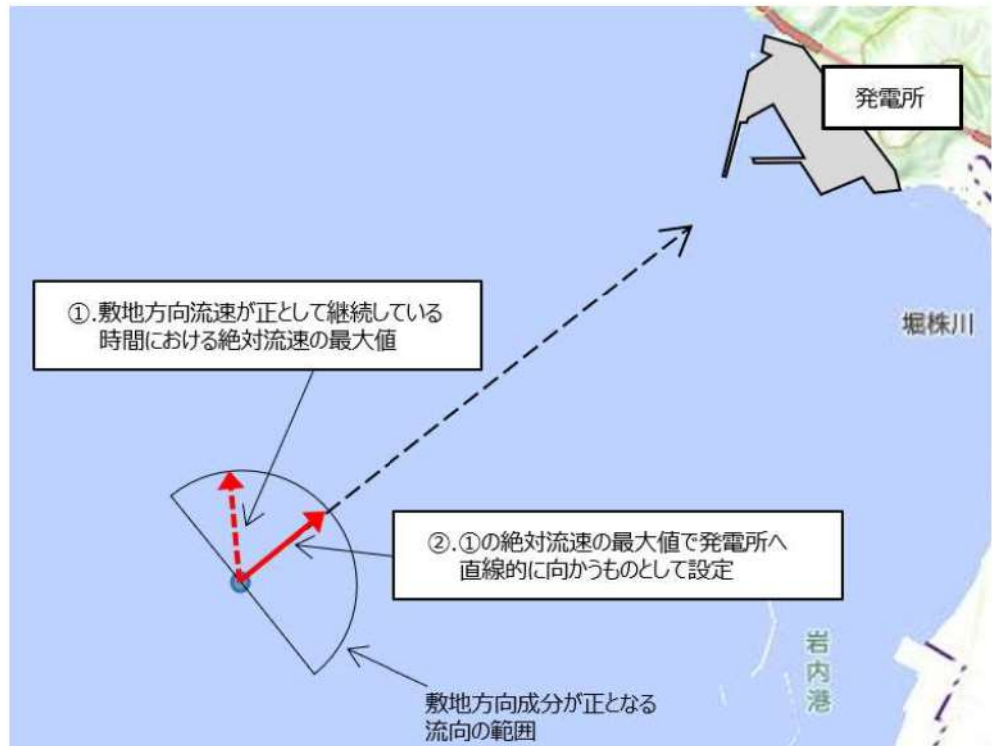 発電所
①.敷地方向流速が正として継続している
時間における絶対流速の最大値
堀株川
②.①の絶対流速の最大値で発電所へ
直線的に向かうものとして設定
岩内港
敷地方向成分が正となる
流向の範囲